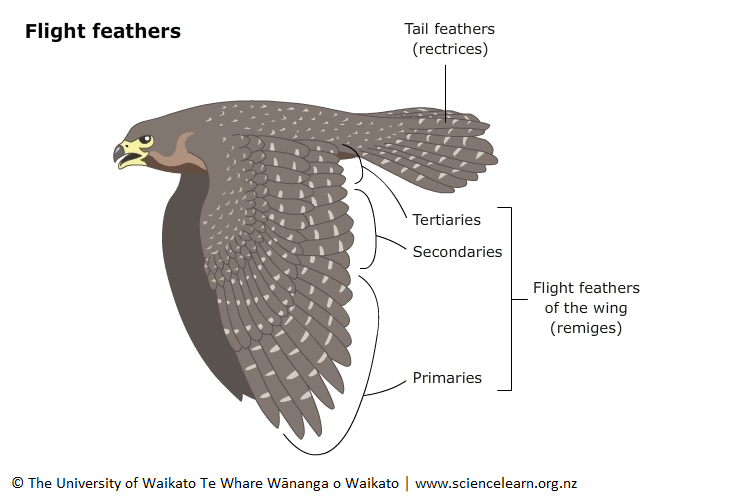 Flight feathers
Tail feathers
(rectrices)
Tertiaries
Secondaries
Flight feathers
of the wing
(remiges)
Primaries
© The University of Waikato Te Whare Wānanga o Waikato | www.sciencelearn.org.nz